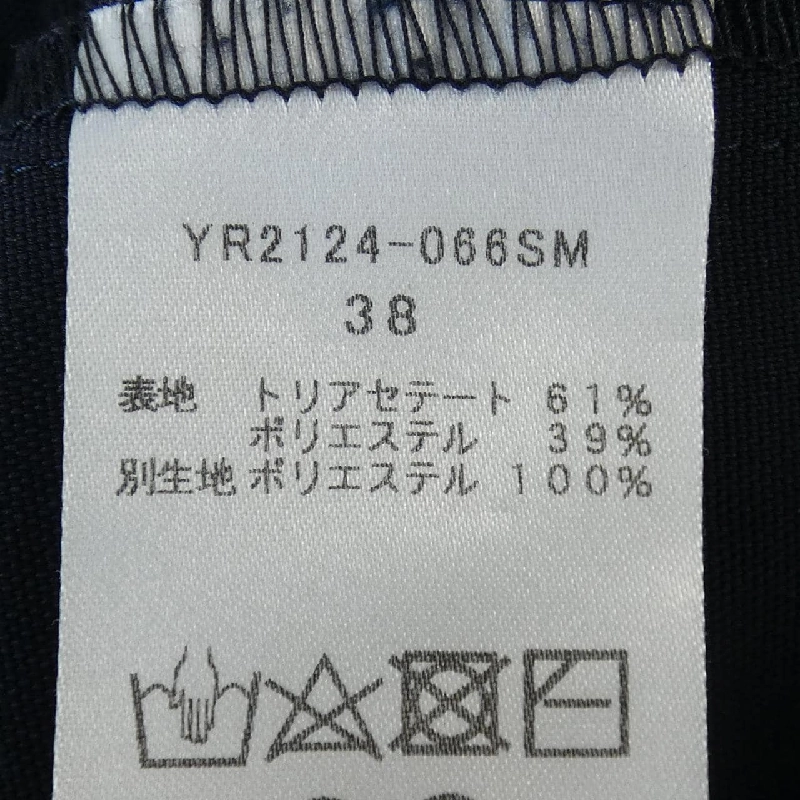 YR2124-066SM
38
表地 トリアセテート 61%
ポリエステル 39%
別生地 ポリエステル 100%